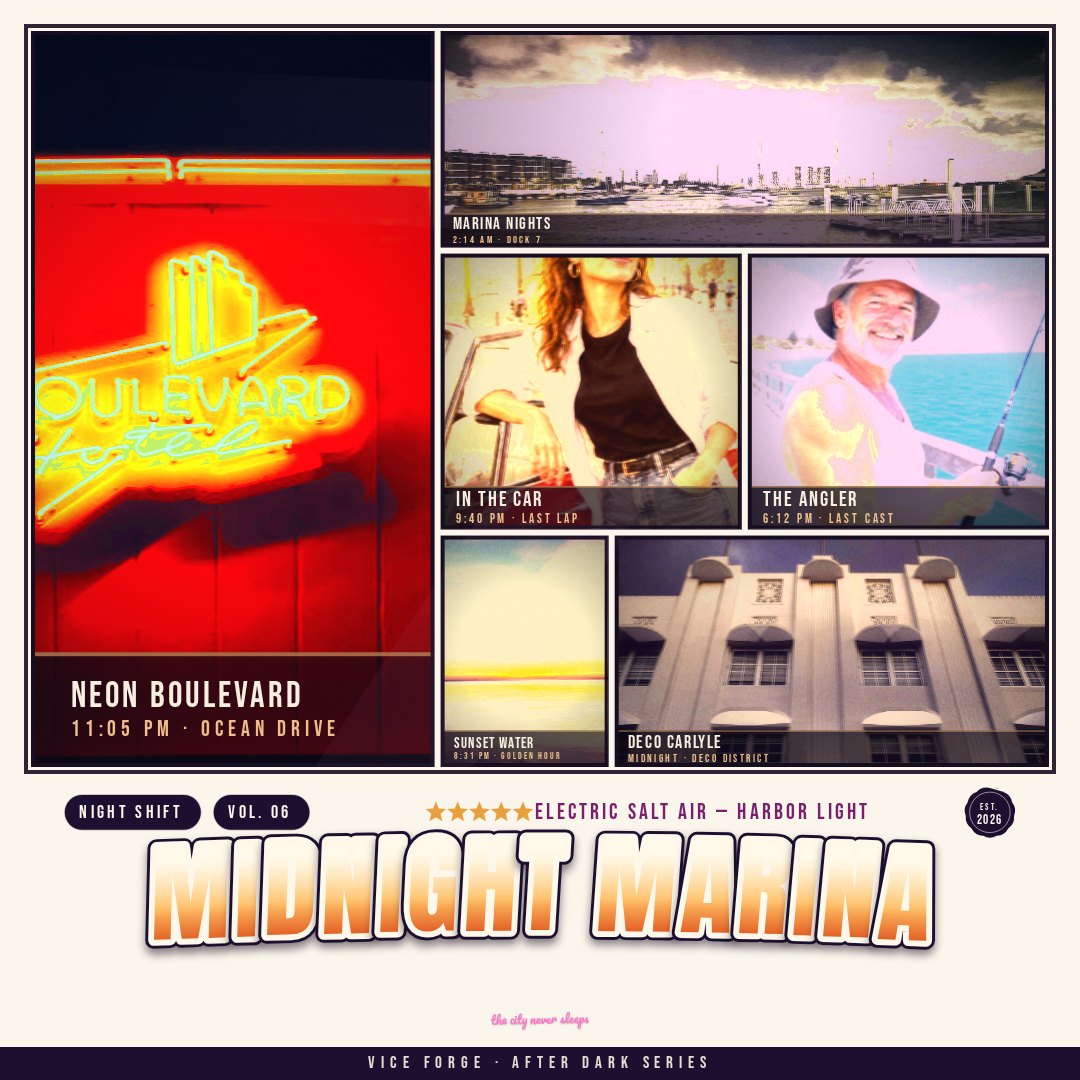 OULEVARD
Hotel
NEON BOULEVARD
11:05 PM · OCEAN DRIVE
MARINA NIGHTS
2:14 AM · DOCK 7
IN THE CAR
9:40 PM · LAST LAP
THE ANGLER
6:12 PM · LAST CAST
SUNSET WATER
8:31 PM · GOLDEN HOUR
DECO CARLYLE
MIDNIGHT · DECO DISTRICT
NIGHT SHIFT
VOL. 06
★★★★★ELECTRIC SALT AIR — HARBOR LIGHT
EST.
2026
MIDNIGHT MARINA
the city never sleeps
VICE FORGE · AFTER DARK SERIES